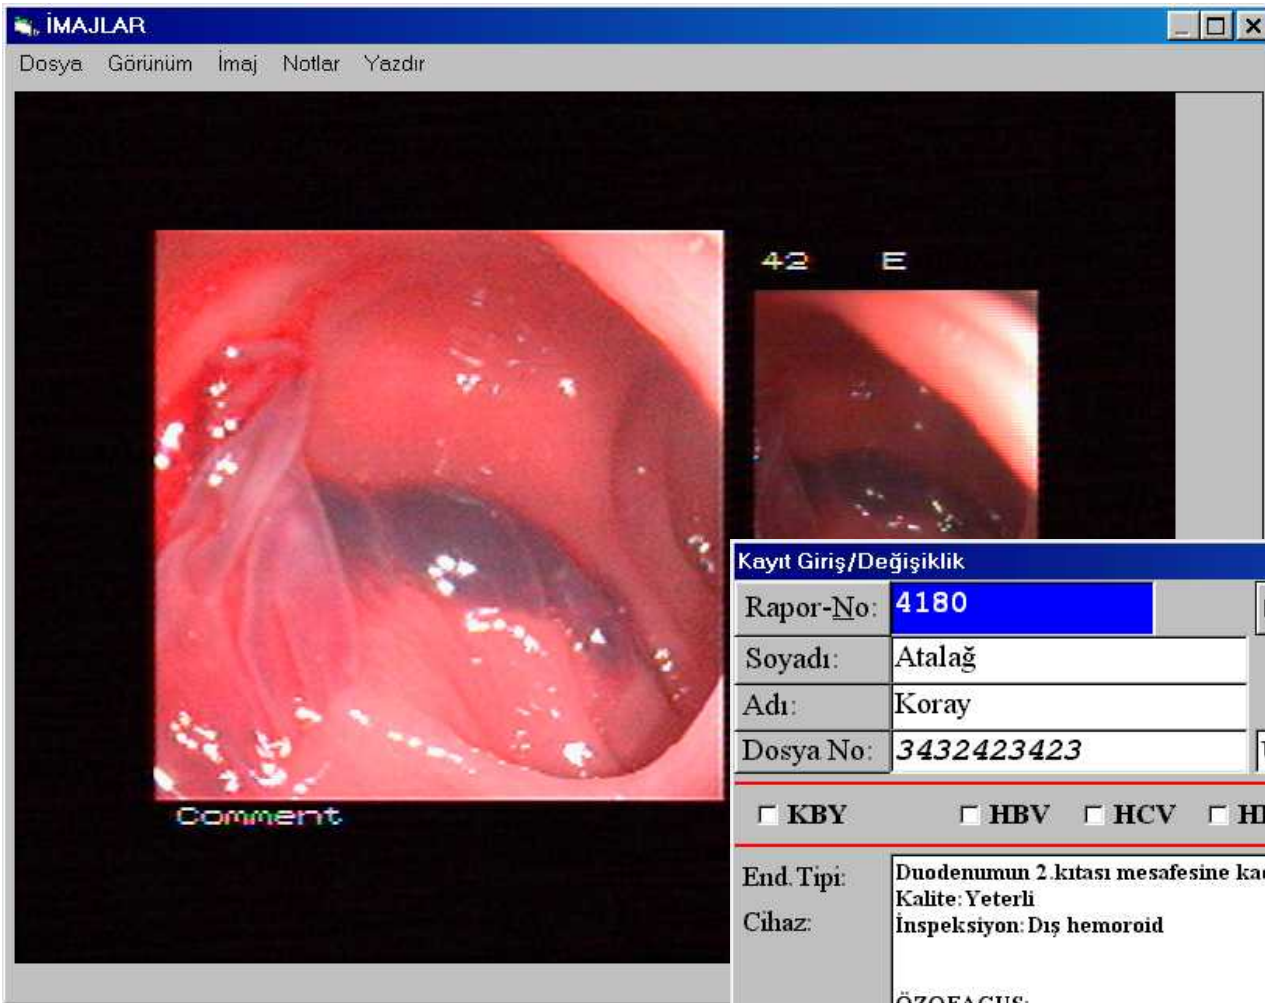 İMAJLAR
Dosya Görünüm İmaj Notlar Yazdır
42 E
Comment
Kayıt Giriş/Değişiklik
Rapor-No: 4180
Soyadı: Atalağ
Adı: Koray
Dosya No: 3432423423
KBY HBV HCV
End.Tipi: Duodenumun 2.kıtası mesafesine
Kalite:Yeterli
Cihaz: İnspeksiyon:Dış hemoroid
ÖZOFAGUS: